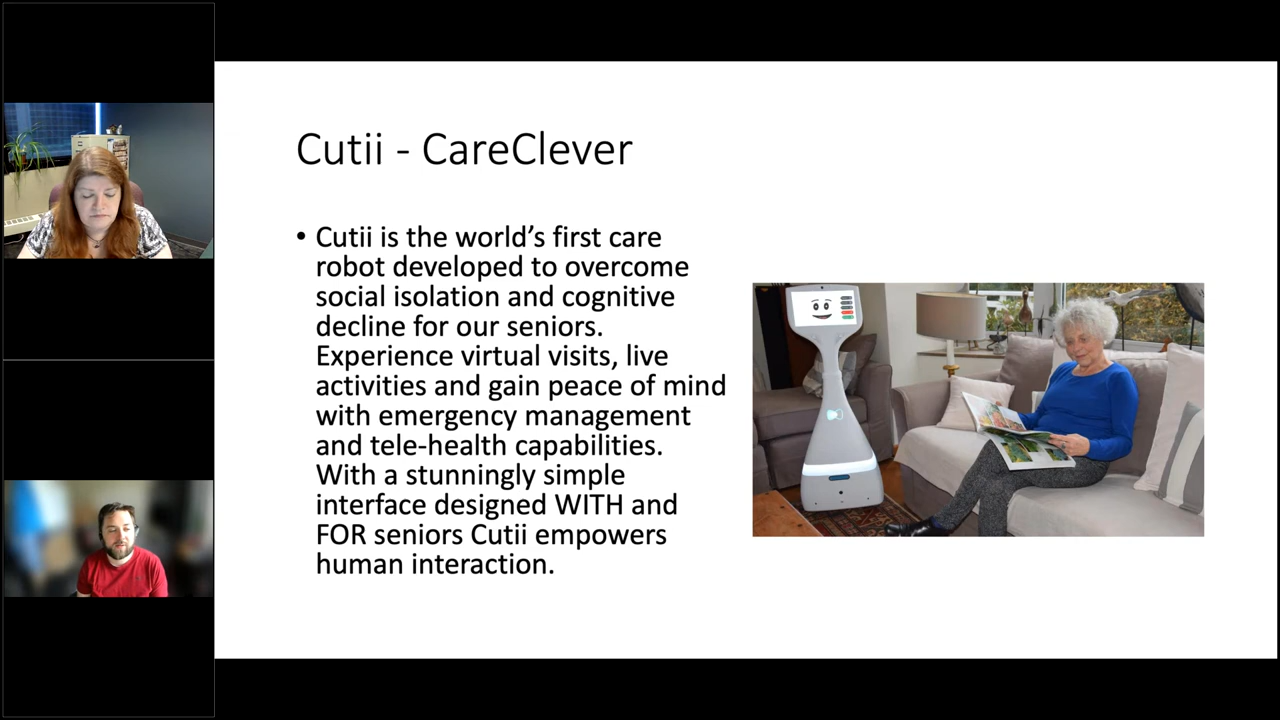 Cutii - CareClever
• Cutii is the world’s first care
robot developed to overcome
social isolation and cognitive
decline for our seniors.
Experience virtual visits, live
activities and gain peace of mind
with emergency management
and tele-health capabilities.
With a stunningly simple
interface designed WITH and
FOR seniors Cutii empowers
human interaction.